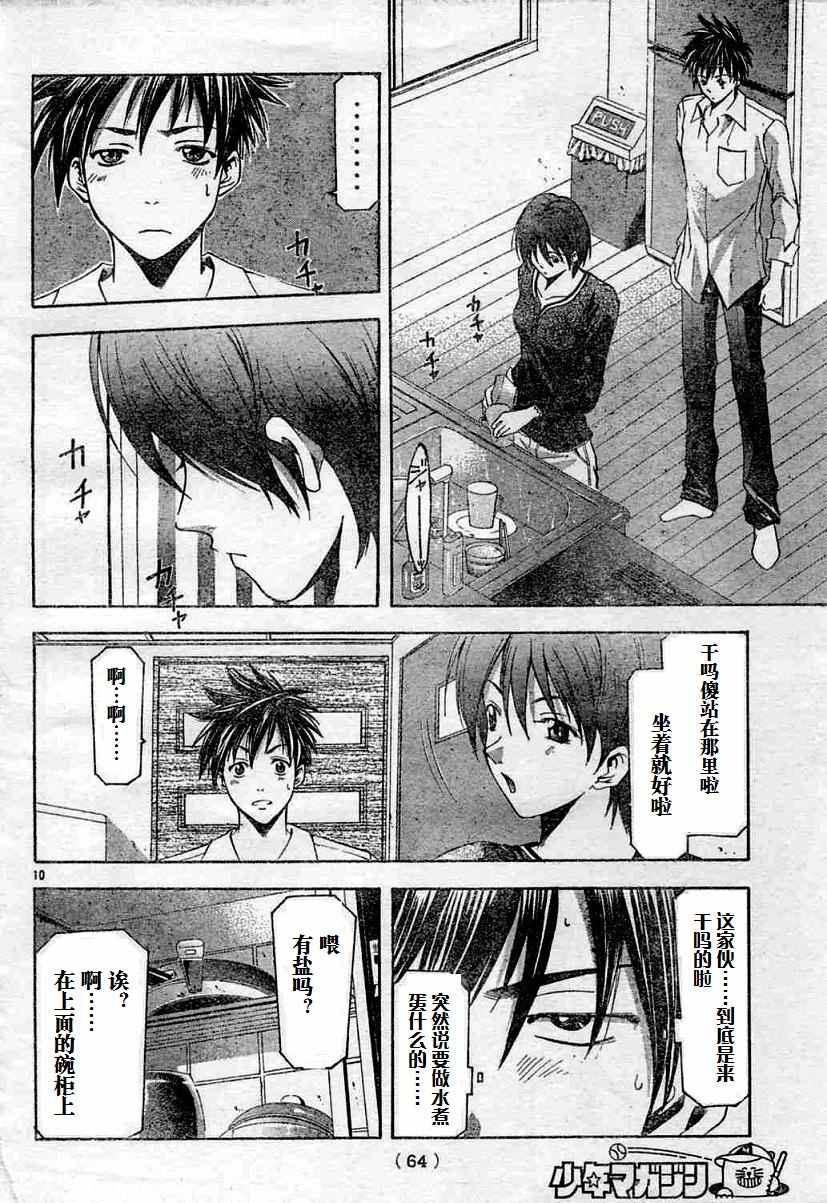 PUSH
カチャ
カチャ
………
カチャ
カチャ
干吗傻站在那里啦
坐着就好啦
啊…啊……
10
这家伙……到底是来
干吗的啦
突然说要做水煮
蛋什么的……
喂
有盐吗?
诶?
啊……
在上面的碗柜上
(64)
少年マガジン